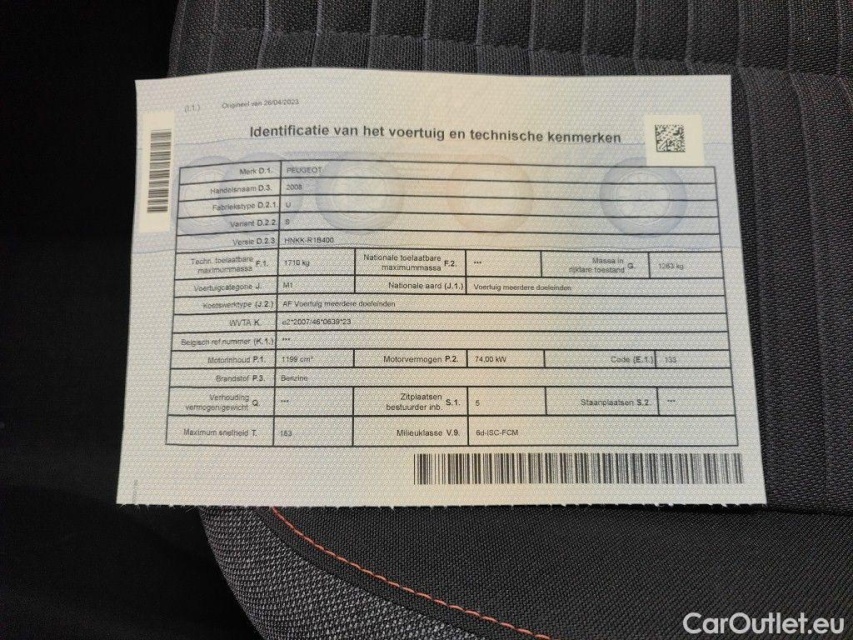 (I.1.) Origineel van 26/04/2023
Identificatie van het voertuig en technische kenmerken
Merk D.1. PEUGEOT
Handelsnaam D.3. 2008
Fabriekstype D.2.1. U
Variant D.2.2. S
Versie D.2.3. HNKK-R1B400
Techn. toelaatbare maximummassa F.1. 1710 kg Nationale toelaatbare maximummassa F.2. *** Massa in rijklare toestand G. 1263 kg
Voertuigcategorie J. M1 Nationale aard (J.1.) Voertuig meerdere doeleinden
Koetswerktype (J.2.) AF Voertuig meerdere doeleinden
WVTA K. e2*2007/46*0639*23
Belgisch ref.nummer (K.1.) ***
Motorinhoud P.1. 1199 cm³ Motorvermogen P.2. 74,00 kW Code (E.1.) 135
Brandstof P.3. Benzine
Verhouding vermogen/gewicht Q. *** Zitplaatsen bestuurder inb. S.1. 5 Staanplaatsen S.2. ***
Maximum snelheid T. 183 Milieuklasse V.9. 6d-ISC-FCM
CarOutlet.eu